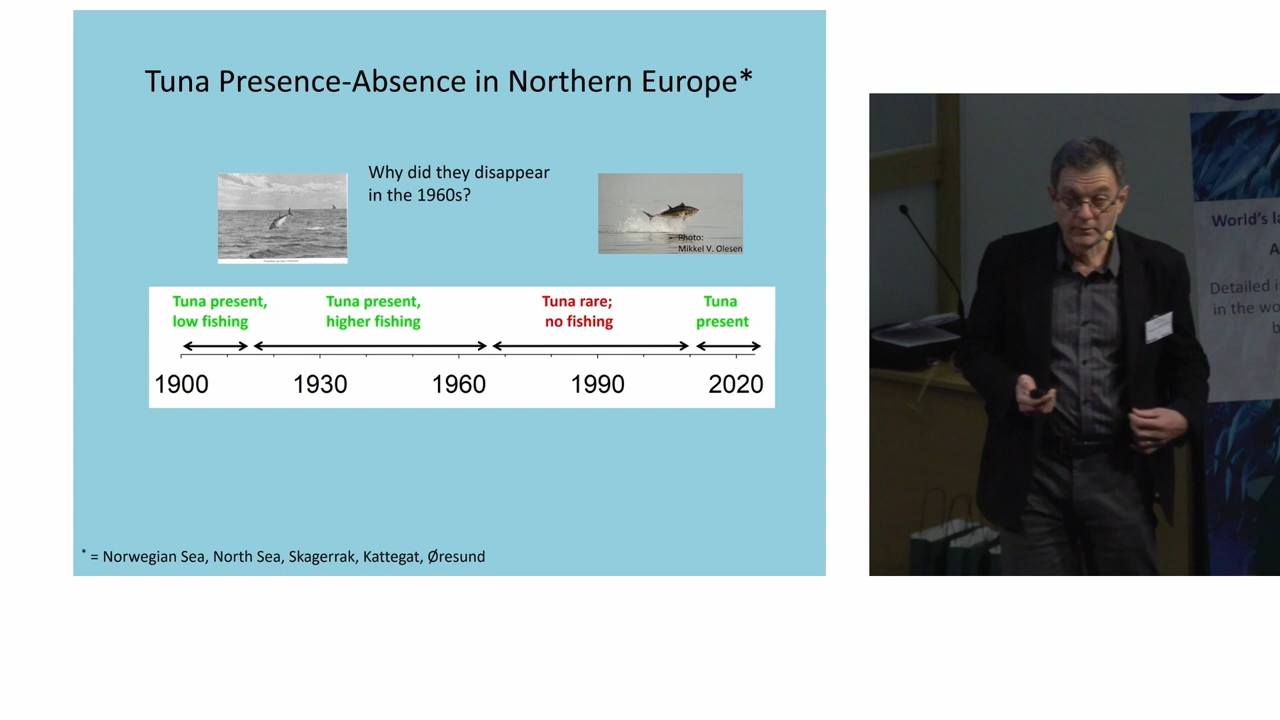 Tuna Presence-Absence in Northern Europe*
Why did they disappear
in the 1960s?
Photo:
Mikkel V. Olesen
Tuna present,
low fishing
Tuna present,
higher fishing
Tuna rare;
no fishing
Tuna
present
1900 1930 1960 1990 2020
* = Norwegian Sea, North Sea, Skagerrak, Kattegat, Øresund
World's la
A
Detailed i
in the wo
b